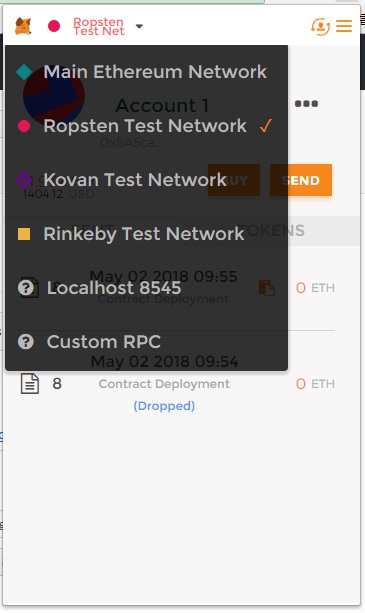 Ropsten
Test Net
Main Ethereum Network
Account 1
Ropsten Test Network ✓
0x8A5ca...
Kovan Test Network
BUY
SEND
1404.12 USD
Rinkeby Test Network
TOKENS
May 02 2018 09:55
? Localhost 8545
0 ETH
Contract Deployment
? Custom RPC
May 02 2018 09:54
8
Contract Deployment
0 ETH
(Dropped)